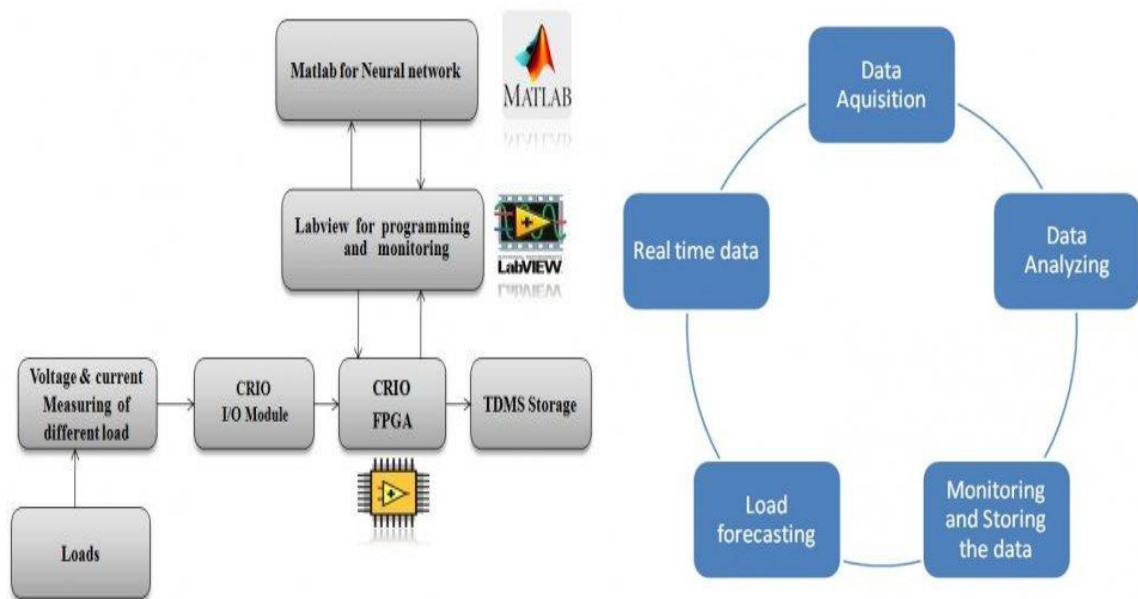 Matlab for Neural network
MATLAB
Labview for programming
and monitoring
LabVIEW
Voltage & current
Measuring of
different load
CRIO
I/O Module
CRIO
FPGA
TDMS Storage
Loads
Data
Aquisition
Real time data
Data
Analyzing
Load
forecasting
Monitoring
and Storing
the data